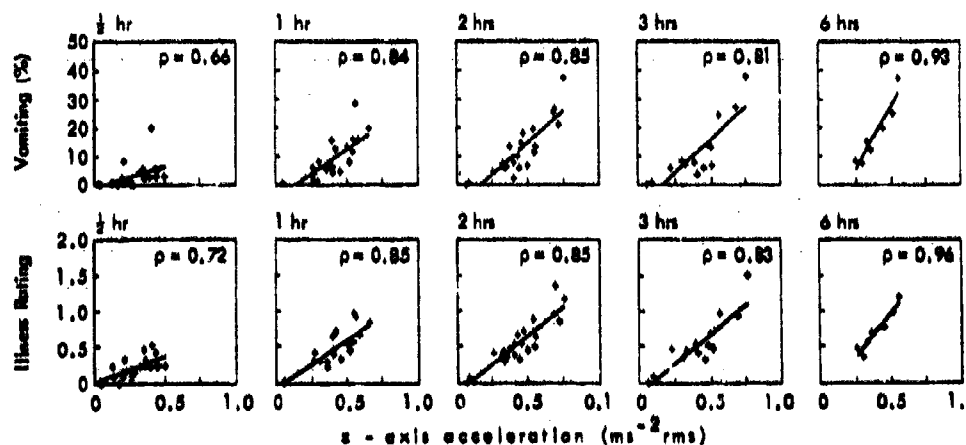 ½ hr 1 hr 2 hrs 3 hrs 6 hrs
Vomiting (%)
50
40
30
20
10
0
ρ = 0.66 ρ = 0.84 ρ = 0.85 ρ = 0.81 ρ = 0.93
½ hr 1 hr 2 hrs 3 hrs 6 hrs
Illness Rating
2.0
1.5
1.0
0.5
0
ρ = 0.72 ρ = 0.85 ρ = 0.85 ρ = 0.83 ρ = 0.96
0 0.5 1.0 0 0.5 1.0 0 0.5 0.1 0 0.5 1.0 0 0.5 1.0
z - axis acceleration (ms⁻² rms)